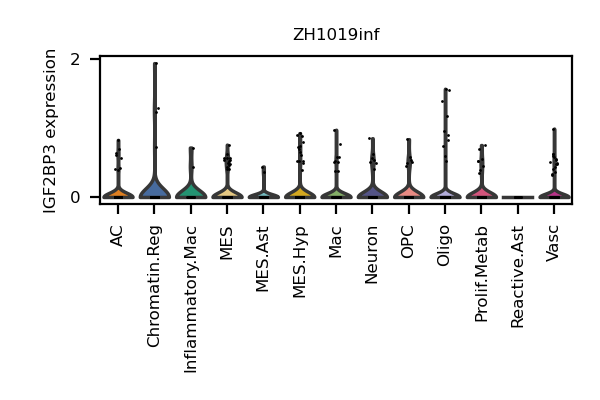 ZH1019inf
IGF2BP3 expression
2
0
AC
Chromatin.Reg
Inflammatory.Mac
MES
MES.Ast
MES.Hyp
Mac
Neuron
OPC
Oligo
Prolif.Metab
Reactive.Ast
Vasc